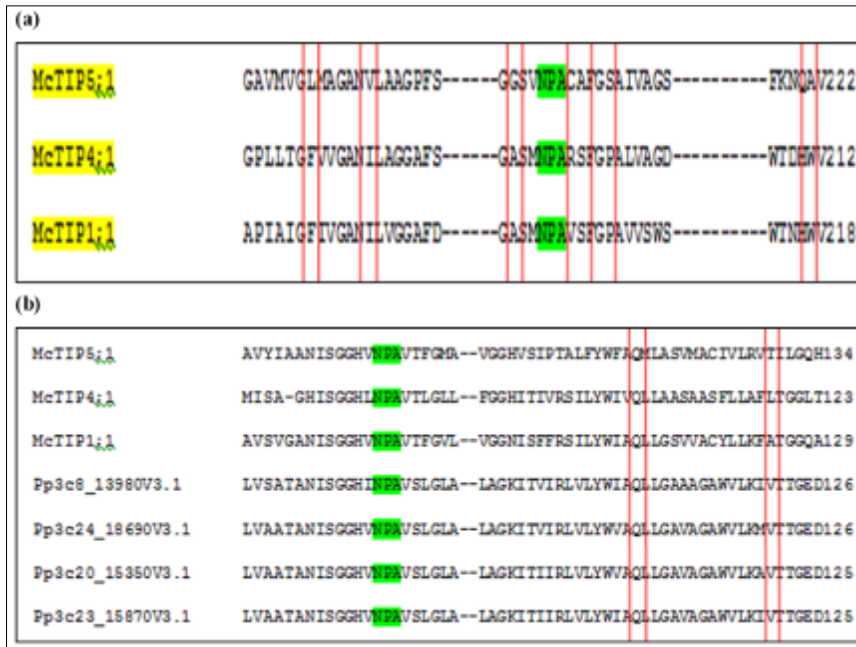 (a)
McTIP5;1 GAVMVGLMAGANVLAAGPFS------GGSVNPACAFGSAIVAGS----------FKNQAV222
McTIP4;1 GPLLTGFVVGANILAGGAFS------GASMNPARSFGPALVAGD----------WTDHWV212
McTIP1;1 APIAIGFIVGANILVGGAFD------GASMNPAVSFGPAVVSWS----------WTNHWV218
(b)
McTIP5;1 AVYIAANISGGHVNPAVTFGMA--VGGHVSIPTALFYWFAQMLASVMACIVLRVTILGQH134
McTIP4;1 MISA-GHISGGHLNPAVTLGLL--FGGHITIVRSILYWIVQLLAASAASFLLAFLTGGLT123
McTIP1;1 AVSVGANISGGHVNPAVTFGVL--VGGNISFFRSILYWIAQLLGSVVACYLLKFATGGQA129
Pp3c8_13980V3.1 LVSATANISGGHINPAVSLGLA--LAGKITVIRLVLYWIAQLLGAAAGAWVLKIVTTGED126
Pp3c24_18690V3.1 LVAATANISGGHVNPAVSLGLA--LAGKITVIRLVLYWVAQLLGAVAGAWVLKMVTTGED126
Pp3c20_15350V3.1 LVAATANISGGHVNPAVSLGLA--LAGKITIIRLVLYWVAQLLGAVAGAWVLKAVTTGED125
Pp3c23_15870V3.1 LVAATANISGGHVNPAVSLGLA--LAGKITIIRLVLYWIAQLLGAVAGAWVLKIVTTGED125